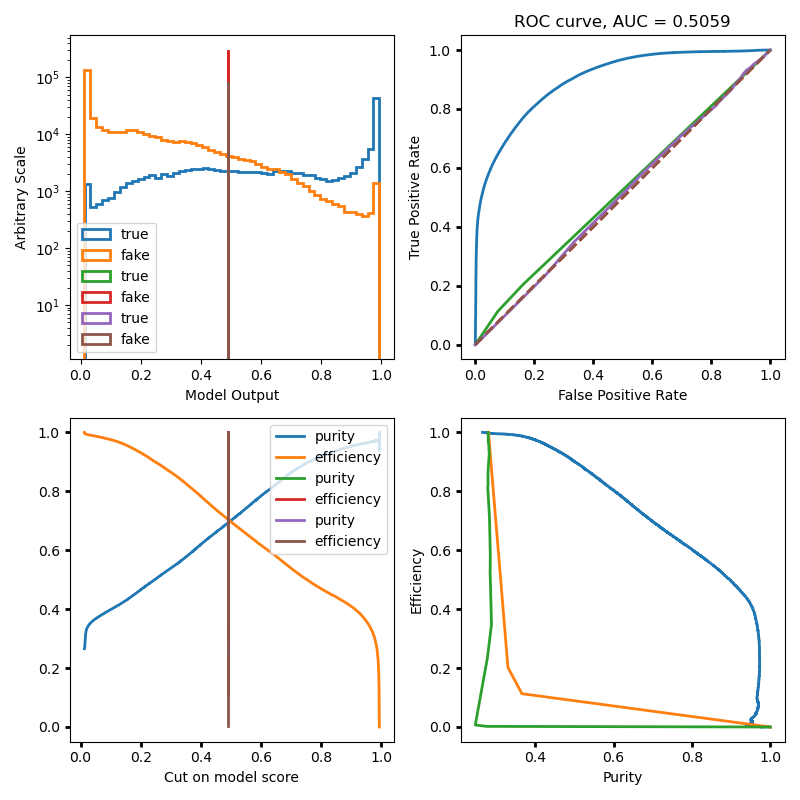 10^5
10^4
10^3
10^2
10^1
Arbitrary Scale
true
fake
true
fake
true
fake
0.0 0.2 0.4 0.6 0.8 1.0
Model Output
ROC curve, AUC = 0.5059
1.0
0.8
0.6
0.4
0.2
0.0
True Positive Rate
0.0 0.2 0.4 0.6 0.8 1.0
False Positive Rate
1.0
0.8
0.6
0.4
0.2
0.0
purity
efficiency
purity
efficiency
purity
efficiency
0.0 0.2 0.4 0.6 0.8 1.0
Cut on model score
1.0
0.8
0.6
0.4
0.2
0.0
Efficiency
0.4 0.6 0.8 1.0
Purity